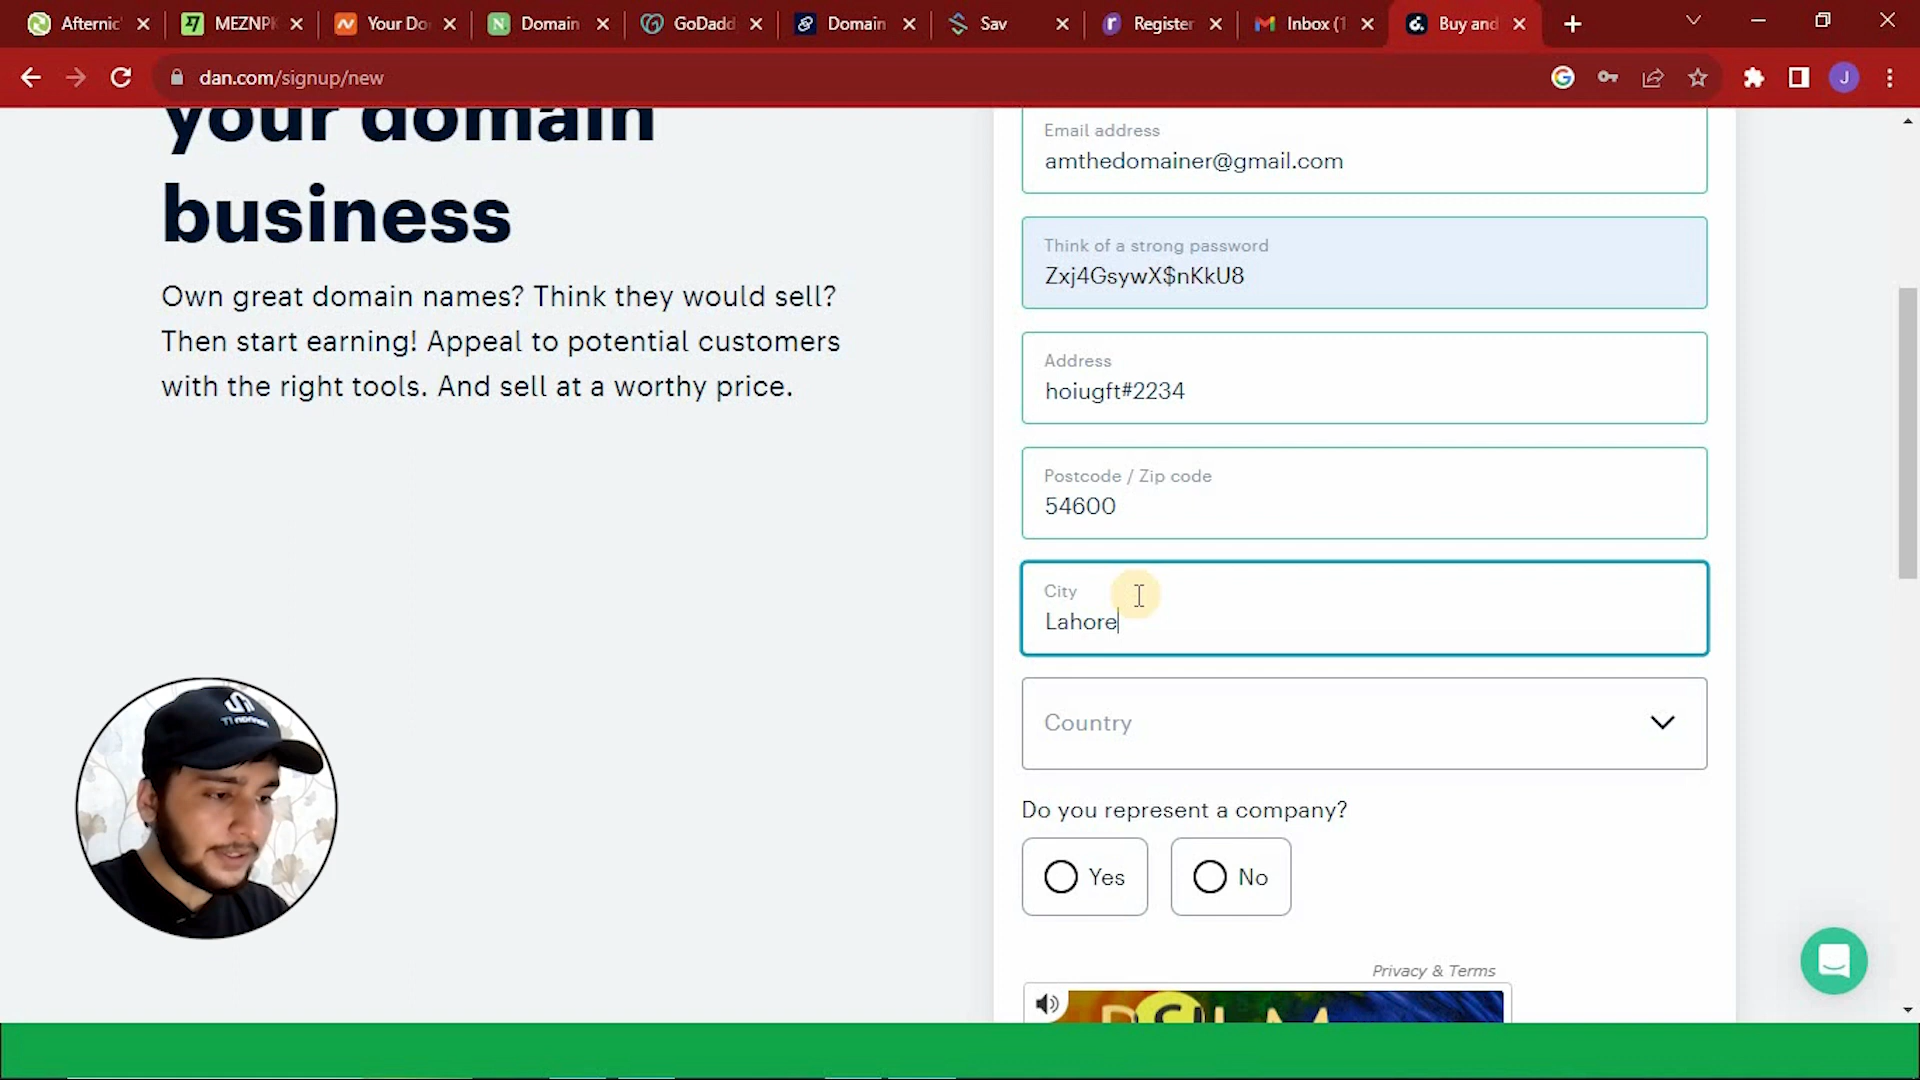 Afternic
MEZNPK
Your Do
Domain
GoDadd
Domain
Sav
Register
Inbox (1
Buy and
dan.com/signup/new
J
your domain
business
Own great domain names? Think they would sell?
Then start earning! Appeal to potential customers
with the right tools. And sell at a worthy price.
Email address
amthedomainer@gmail.com
Think of a strong password
Zxj4GsywX$nKkU8
Address
hoiugft#2234
Postcode / Zip code
54600
City
Lahore
Country
Do you represent a company?
Yes
No
Privacy & Terms